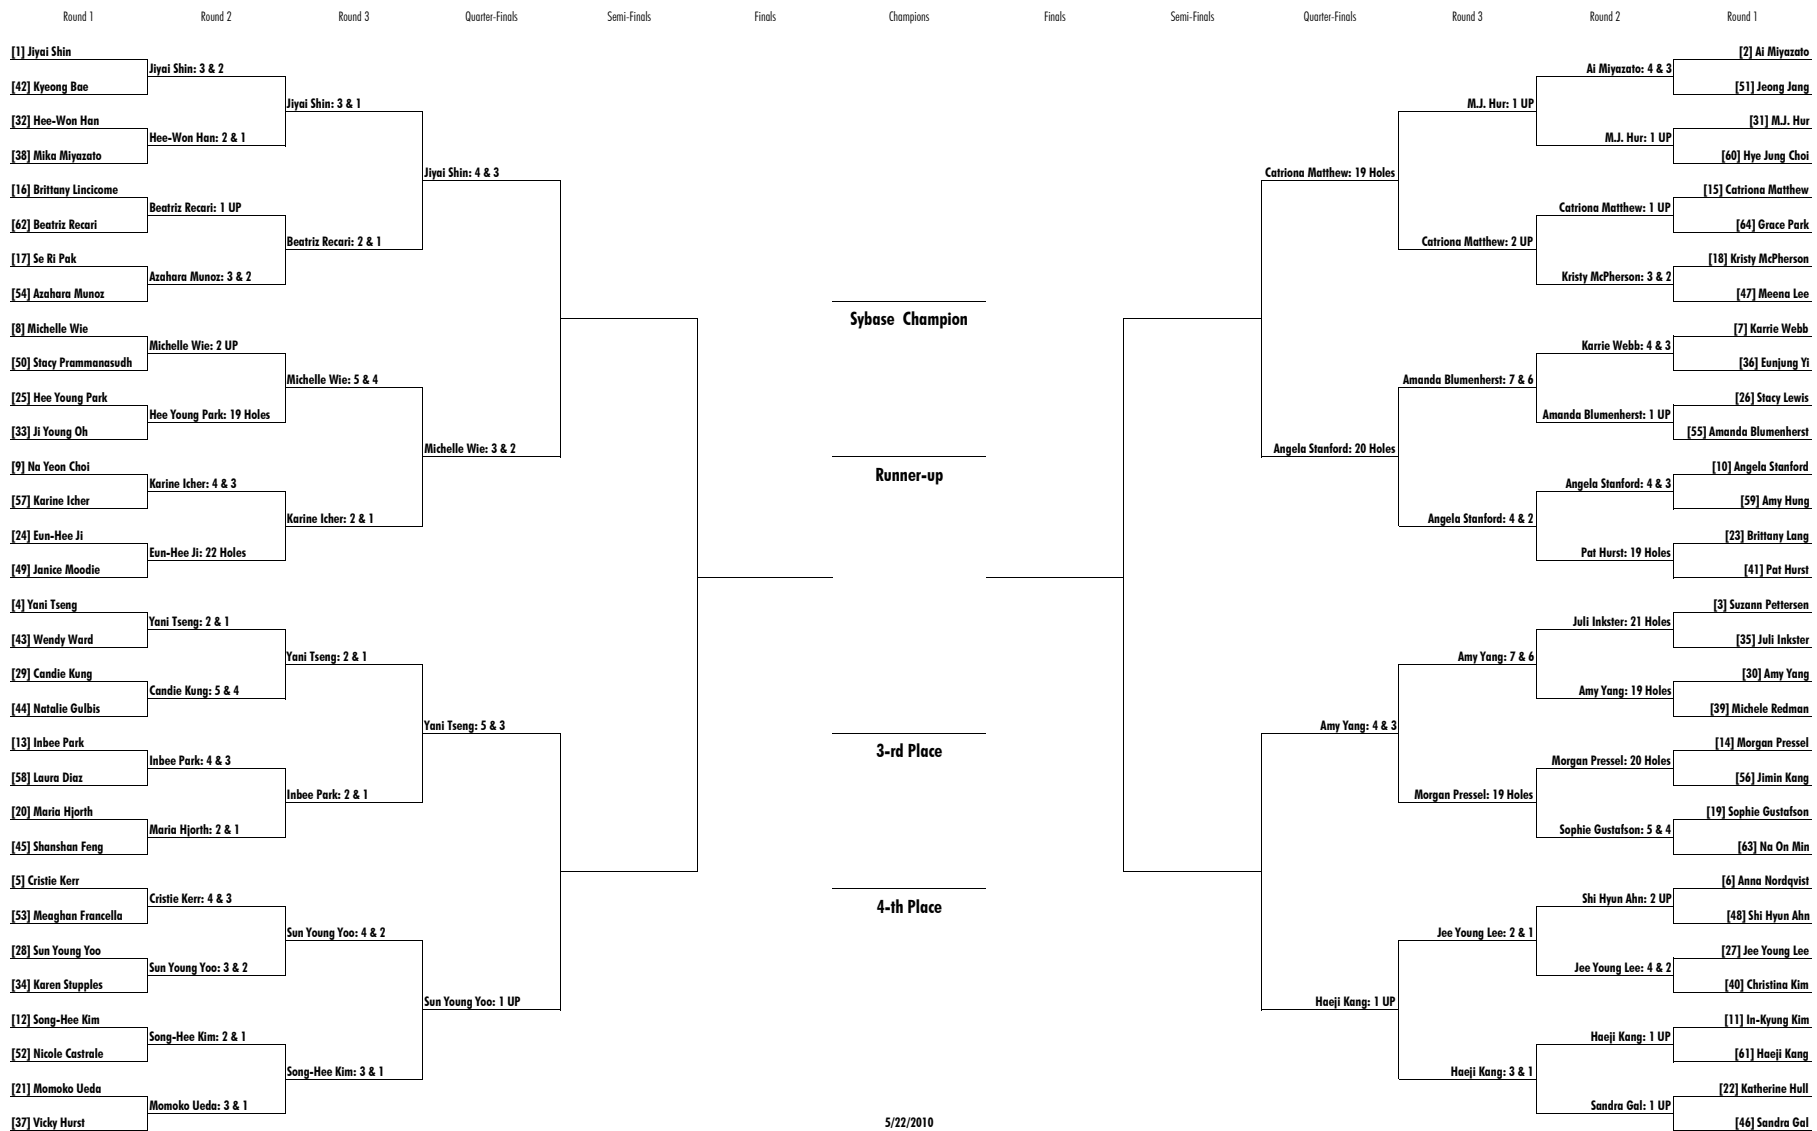 Round 1
Round 2
Round 3
Quarter-Finals
Semi-Finals
Finals
Champions
Finals
Semi-Finals
Quarter-Finals
Round 3
Round 2
Round 1
[1] Jiyai Shin
[42] Kyeong Bae
[32] Hee-Won Han
[38] Mika Miyazato
[16] Brittany Lincicome
[62] Beatriz Recari
[17] Se Ri Pak
[54] Azahara Munoz
[8] Michelle Wie
[50] Stacy Prammanasudh
[25] Hee Young Park
[33] Ji Young Oh
[9] Na Yeon Choi
[57] Karine Icher
[24] Eun-Hee Ji
[49] Janice Moodie
[4] Yani Tseng
[43] Wendy Ward
[29] Candie Kung
[44] Natalie Gulbis
[13] Inbee Park
[58] Laura Diaz
[20] Maria Hjorth
[45] Shanshan Feng
[5] Cristie Kerr
[53] Meaghan Francella
[28] Sun Young Yoo
[34] Karen Stupples
[12] Song-Hee Kim
[52] Nicole Castrale
[21] Momoko Ueda
[37] Vicky Hurst
Jiyai Shin: 3 & 2
Hee-Won Han: 2 & 1
Beatriz Recari: 1 UP
Azahara Munoz: 3 & 2
Michelle Wie: 2 UP
Hee Young Park: 19 Holes
Karine Icher: 4 & 3
Eun-Hee Ji: 22 Holes
Yani Tseng: 2 & 1
Candie Kung: 5 & 4
Inbee Park: 4 & 3
Maria Hjorth: 2 & 1
Cristie Kerr: 4 & 3
Sun Young Yoo: 3 & 2
Song-Hee Kim: 2 & 1
Momoko Ueda: 3 & 1
Jiyai Shin: 3 & 1
Beatriz Recari: 2 & 1
Michelle Wie: 5 & 4
Karine Icher: 2 & 1
Yani Tseng: 2 & 1
Inbee Park: 2 & 1
Sun Young Yoo: 4 & 2
Song-Hee Kim: 3 & 1
Jiyai Shin: 4 & 3
Michelle Wie: 3 & 2
Yani Tseng: 5 & 3
Sun Young Yoo: 1 UP
Sybase Champion
Runner-up
3-rd Place
4-th Place
5/22/2010
Catriona Matthew: 19 Holes
Angela Stanford: 20 Holes
Amy Yang: 4 & 3
Haeji Kang: 1 UP
M.J. Hur: 1 UP
Catriona Matthew: 2 UP
Amanda Blumenherst: 7 & 6
Angela Stanford: 4 & 2
Amy Yang: 7 & 6
Morgan Pressel: 19 Holes
Jee Young Lee: 2 & 1
Haeji Kang: 3 & 1
Ai Miyazato: 4 & 3
M.J. Hur: 1 UP
Catriona Matthew: 1 UP
Kristy McPherson: 3 & 2
Karrie Webb: 4 & 3
Amanda Blumenherst: 1 UP
Angela Stanford: 4 & 3
Pat Hurst: 19 Holes
Juli Inkster: 21 Holes
Amy Yang: 19 Holes
Morgan Pressel: 20 Holes
Sophie Gustafson: 5 & 4
Shi Hyun Ahn: 2 UP
Jee Young Lee: 4 & 2
Haeji Kang: 1 UP
Sandra Gal: 1 UP
[2] Ai Miyazato
[51] Jeong Jang
[31] M.J. Hur
[60] Hye Jung Choi
[15] Catriona Matthew
[64] Grace Park
[18] Kristy McPherson
[47] Meena Lee
[7] Karrie Webb
[36] Eunjung Yi
[26] Stacy Lewis
[55] Amanda Blumenherst
[10] Angela Stanford
[59] Amy Hung
[23] Brittany Lang
[41] Pat Hurst
[3] Suzann Pettersen
[35] Juli Inkster
[30] Amy Yang
[39] Michele Redman
[14] Morgan Pressel
[56] Jimin Kang
[19] Sophie Gustafson
[63] Na On Min
[6] Anna Nordqvist
[48] Shi Hyun Ahn
[27] Jee Young Lee
[40] Christina Kim
[11] In-Kyung Kim
[61] Haeji Kang
[22] Katherine Hull
[46] Sandra Gal